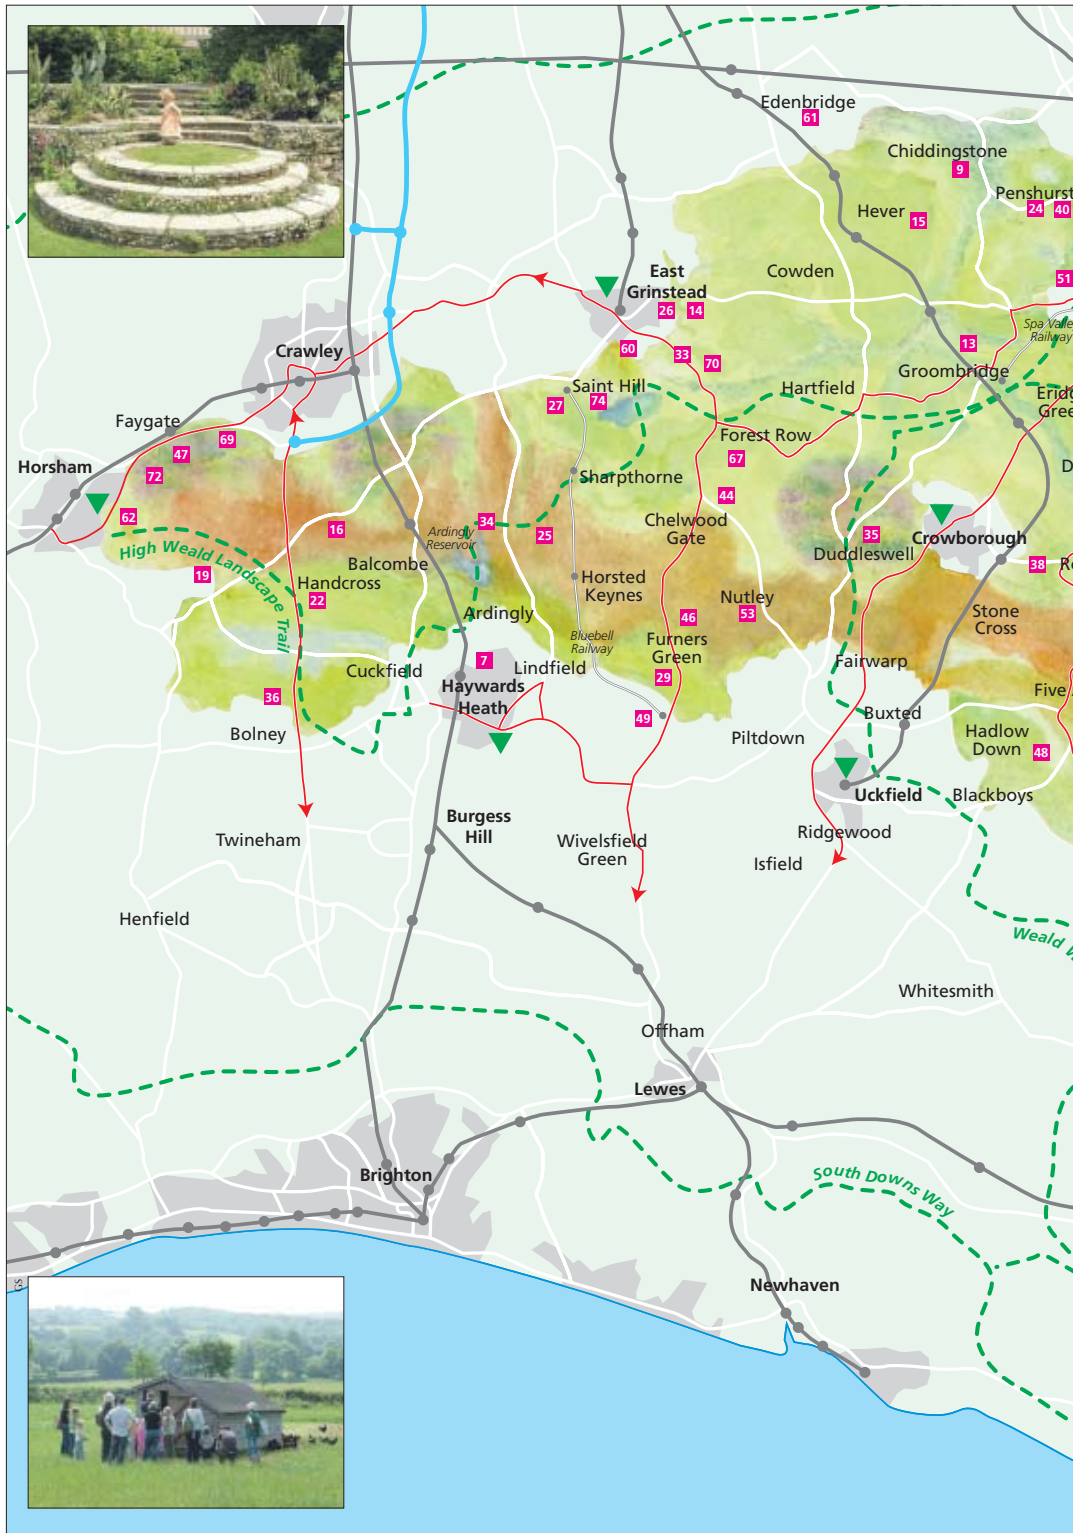 Edenbridge
61
Chiddingstone
9
Penshurst
24
40
Hever
15
East
Grinstead
26
14
Cowden
51
Spa Valley
Railway
13
Groombridge
60
33
70
Crawley
Saint Hill
27
74
Hartfield
Faygate
69
47
72
Horsham
62
Forest Row
67
Sharpthorne
44
Chelwood
Gate
16
Ardingly
Reservoir
34
25
35
Duddleswell
Crowborough
38
High Weald Landscape Trail
19
Balcombe
Handcross
22
Horsted
Keynes
Ardingly
Nutley
53
46
Furners
Green
29
Stone
Cross
Bluebell
Railway
7
Lindfield
Cuckfield
Haywards
Heath
36
49
Fairwarp
Buxted
Five
Bolney
Piltdown
Hadlow
Down
48
Uckfield
Blackboys
Burgess
Hill
Twineham
Wivelsfield
Green
Ridgewood
Isfield
Henfield
Weald
Whitesmith
Offham
Lewes
Brighton
South Downs Way
Newhaven
GS